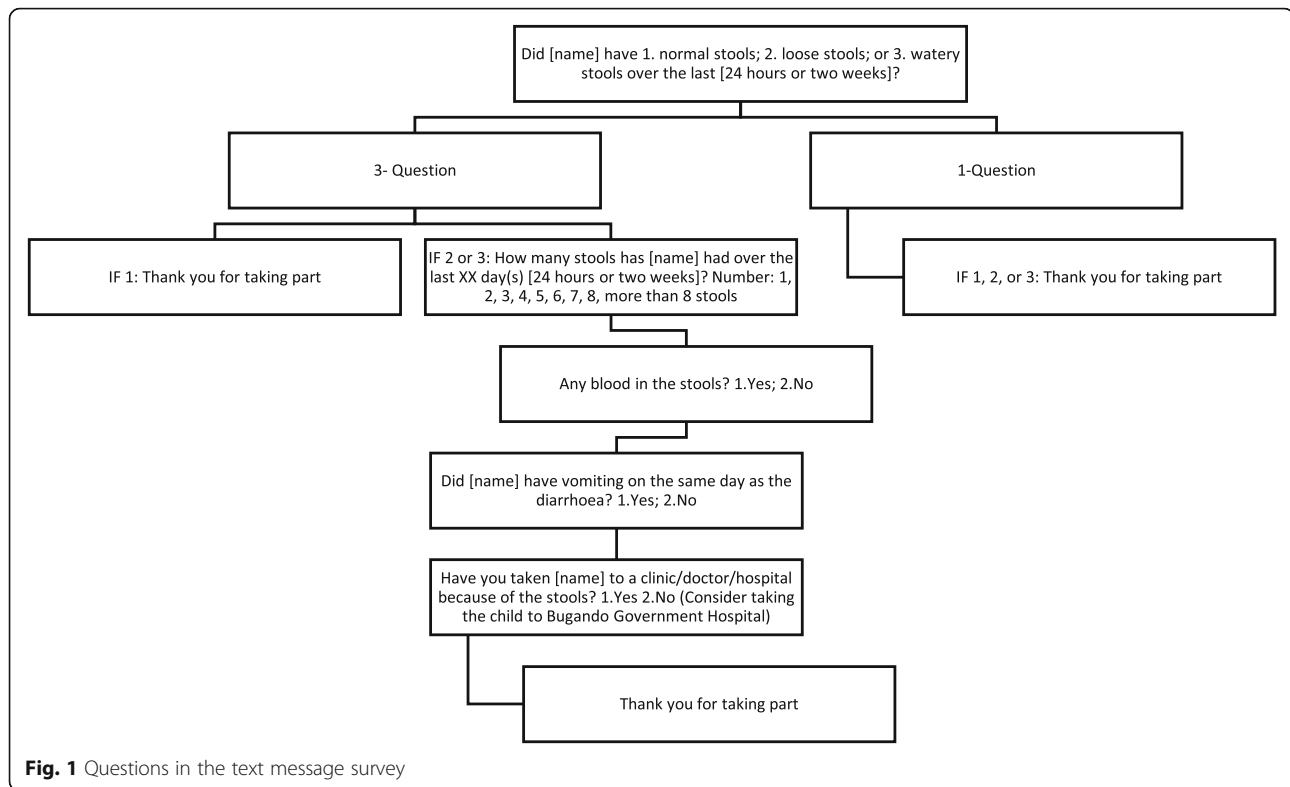 Did [name] have 1. normal stools; 2. loose stools; or 3. watery
stools over the last [24 hours or two weeks]?
3- Question
1-Question
IF 1: Thank you for taking part
IF 2 or 3: How many stools has [name] had over the
last XX day(s) [24 hours or two weeks]? Number: 1,
2, 3, 4, 5, 6, 7, 8, more than 8 stools
IF 1, 2, or 3: Thank you for taking part
Any blood in the stools? 1.Yes; 2.No
Did [name] have vomiting on the same day as the
diarrhoea? 1.Yes; 2.No
Have you taken [name] to a clinic/doctor/hospital
because of the stools? 1.Yes 2.No (Consider taking
the child to Bugando Government Hospital)
Thank you for taking part
Fig. 1 Questions in the text message survey